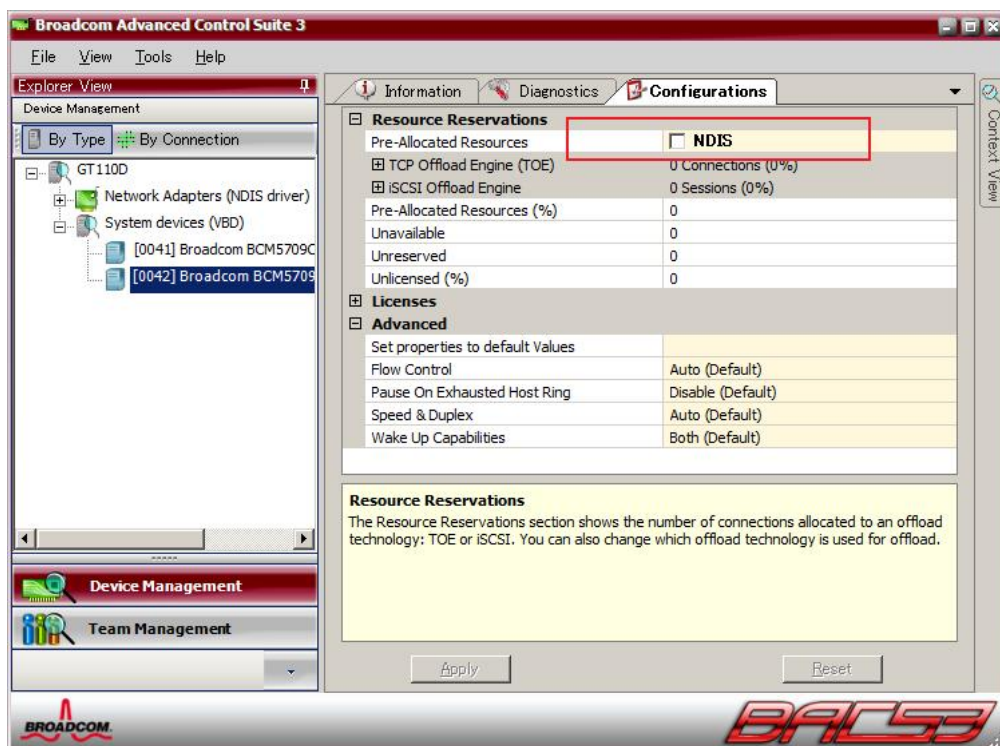 Broadcom Advanced Control Suite 3
File View Tools Help
Explorer View
Device Management
By Type By Connection
GT110D
Network Adapters (NDIS driver)
System devices (VBD)
[0041] Broadcom BCM5709C
[0042] Broadcom BCM5709
Device Management
Team Management
Information Diagnostics Configurations
Resource Reservations
Pre-Allocated Resources NDIS
TCP Offload Engine (TOE) 0 Connections (0%)
iSCSI Offload Engine 0 Sessions (0%)
Pre-Allocated Resources (%) 0
Unavailable 0
Unreserved 0
Unlicensed (%) 0
Licenses
Advanced
Set properties to default Values
Flow Control Auto (Default)
Pause On Exhausted Host Ring Disable (Default)
Speed & Duplex Auto (Default)
Wake Up Capabilities Both (Default)
Resource Reservations
The Resource Reservations section shows the number of connections allocated to an offload
technology: TOE or iSCSI. You can also change which offload technology is used for offload.
Apply Reset
Context View
BROADCOM.
BACS3